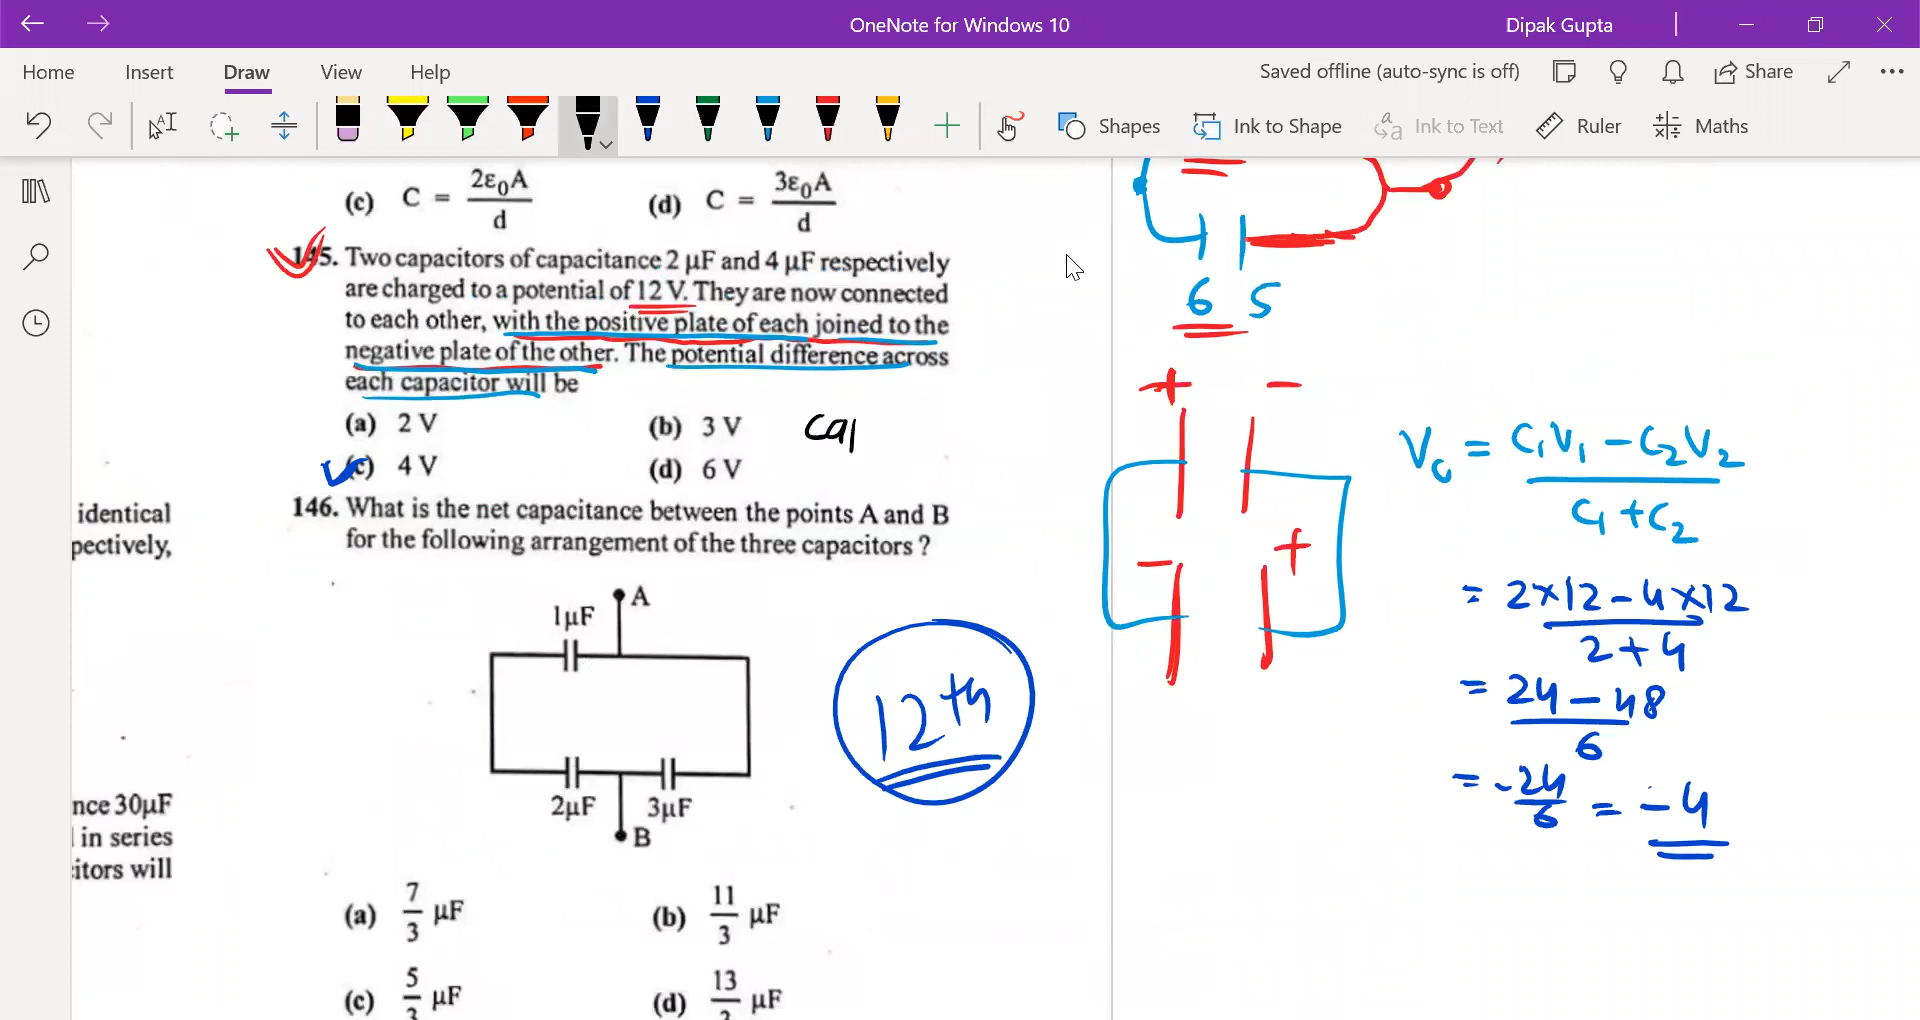 OneNote for Windows 10
Dipak Gupta
Home Insert Draw View Help
Saved offline (auto-sync is off) Share
Shapes Ink to Shape Ink to Text Ruler Maths
(c) C = 2ε₀A/d (d) C = 3ε₀A/d
145. Two capacitors of capacitance 2 µF and 4 µF respectively
are charged to a potential of 12 V. They are now connected
to each other, with the positive plate of each joined to the
negative plate of the other. The potential difference across
each capacitor will be
(a) 2 V (b) 3 V
cap
(c) 4 V (d) 6 V
146. What is the net capacitance between the points A and B
for the following arrangement of the three capacitors ?
A
1µF
2µF 3µF
B
(a) 7/3 µF (b) 11/3 µF
(c) 5/3 µF (d) 13 µF
identical
pectively,
nce 30µF
in series
itors will
12th
6 5
+ -
- +
Vc = C₁V₁ - C₂V₂ / C₁ + C₂
= 2×12 - 4×12 / 2 + 4
= 24 - 48 / 6
= -24/6 = -4